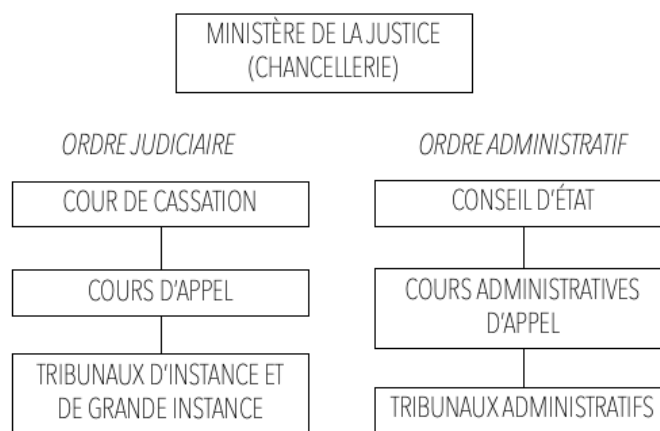 MINISTÈRE DE LA JUSTICE
(CHANCELLERIE)
ORDRE JUDICIAIRE
ORDRE ADMINISTRATIF
COUR DE CASSATION
CONSEIL D'ÉTAT
COURS D'APPEL
COURS ADMINISTRATIVES
D'APPEL
TRIBUNAUX D'INSTANCE ET
DE GRANDE INSTANCE
TRIBUNAUX ADMINISTRATIFS